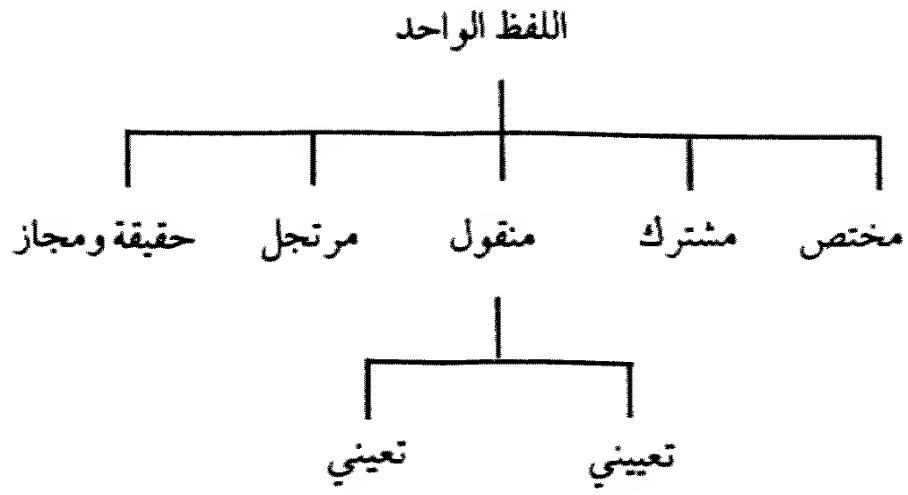 اللفظ الواحد
مختص مشترك منقول مرتجل حقيقة ومجاز
تعييني تعيني